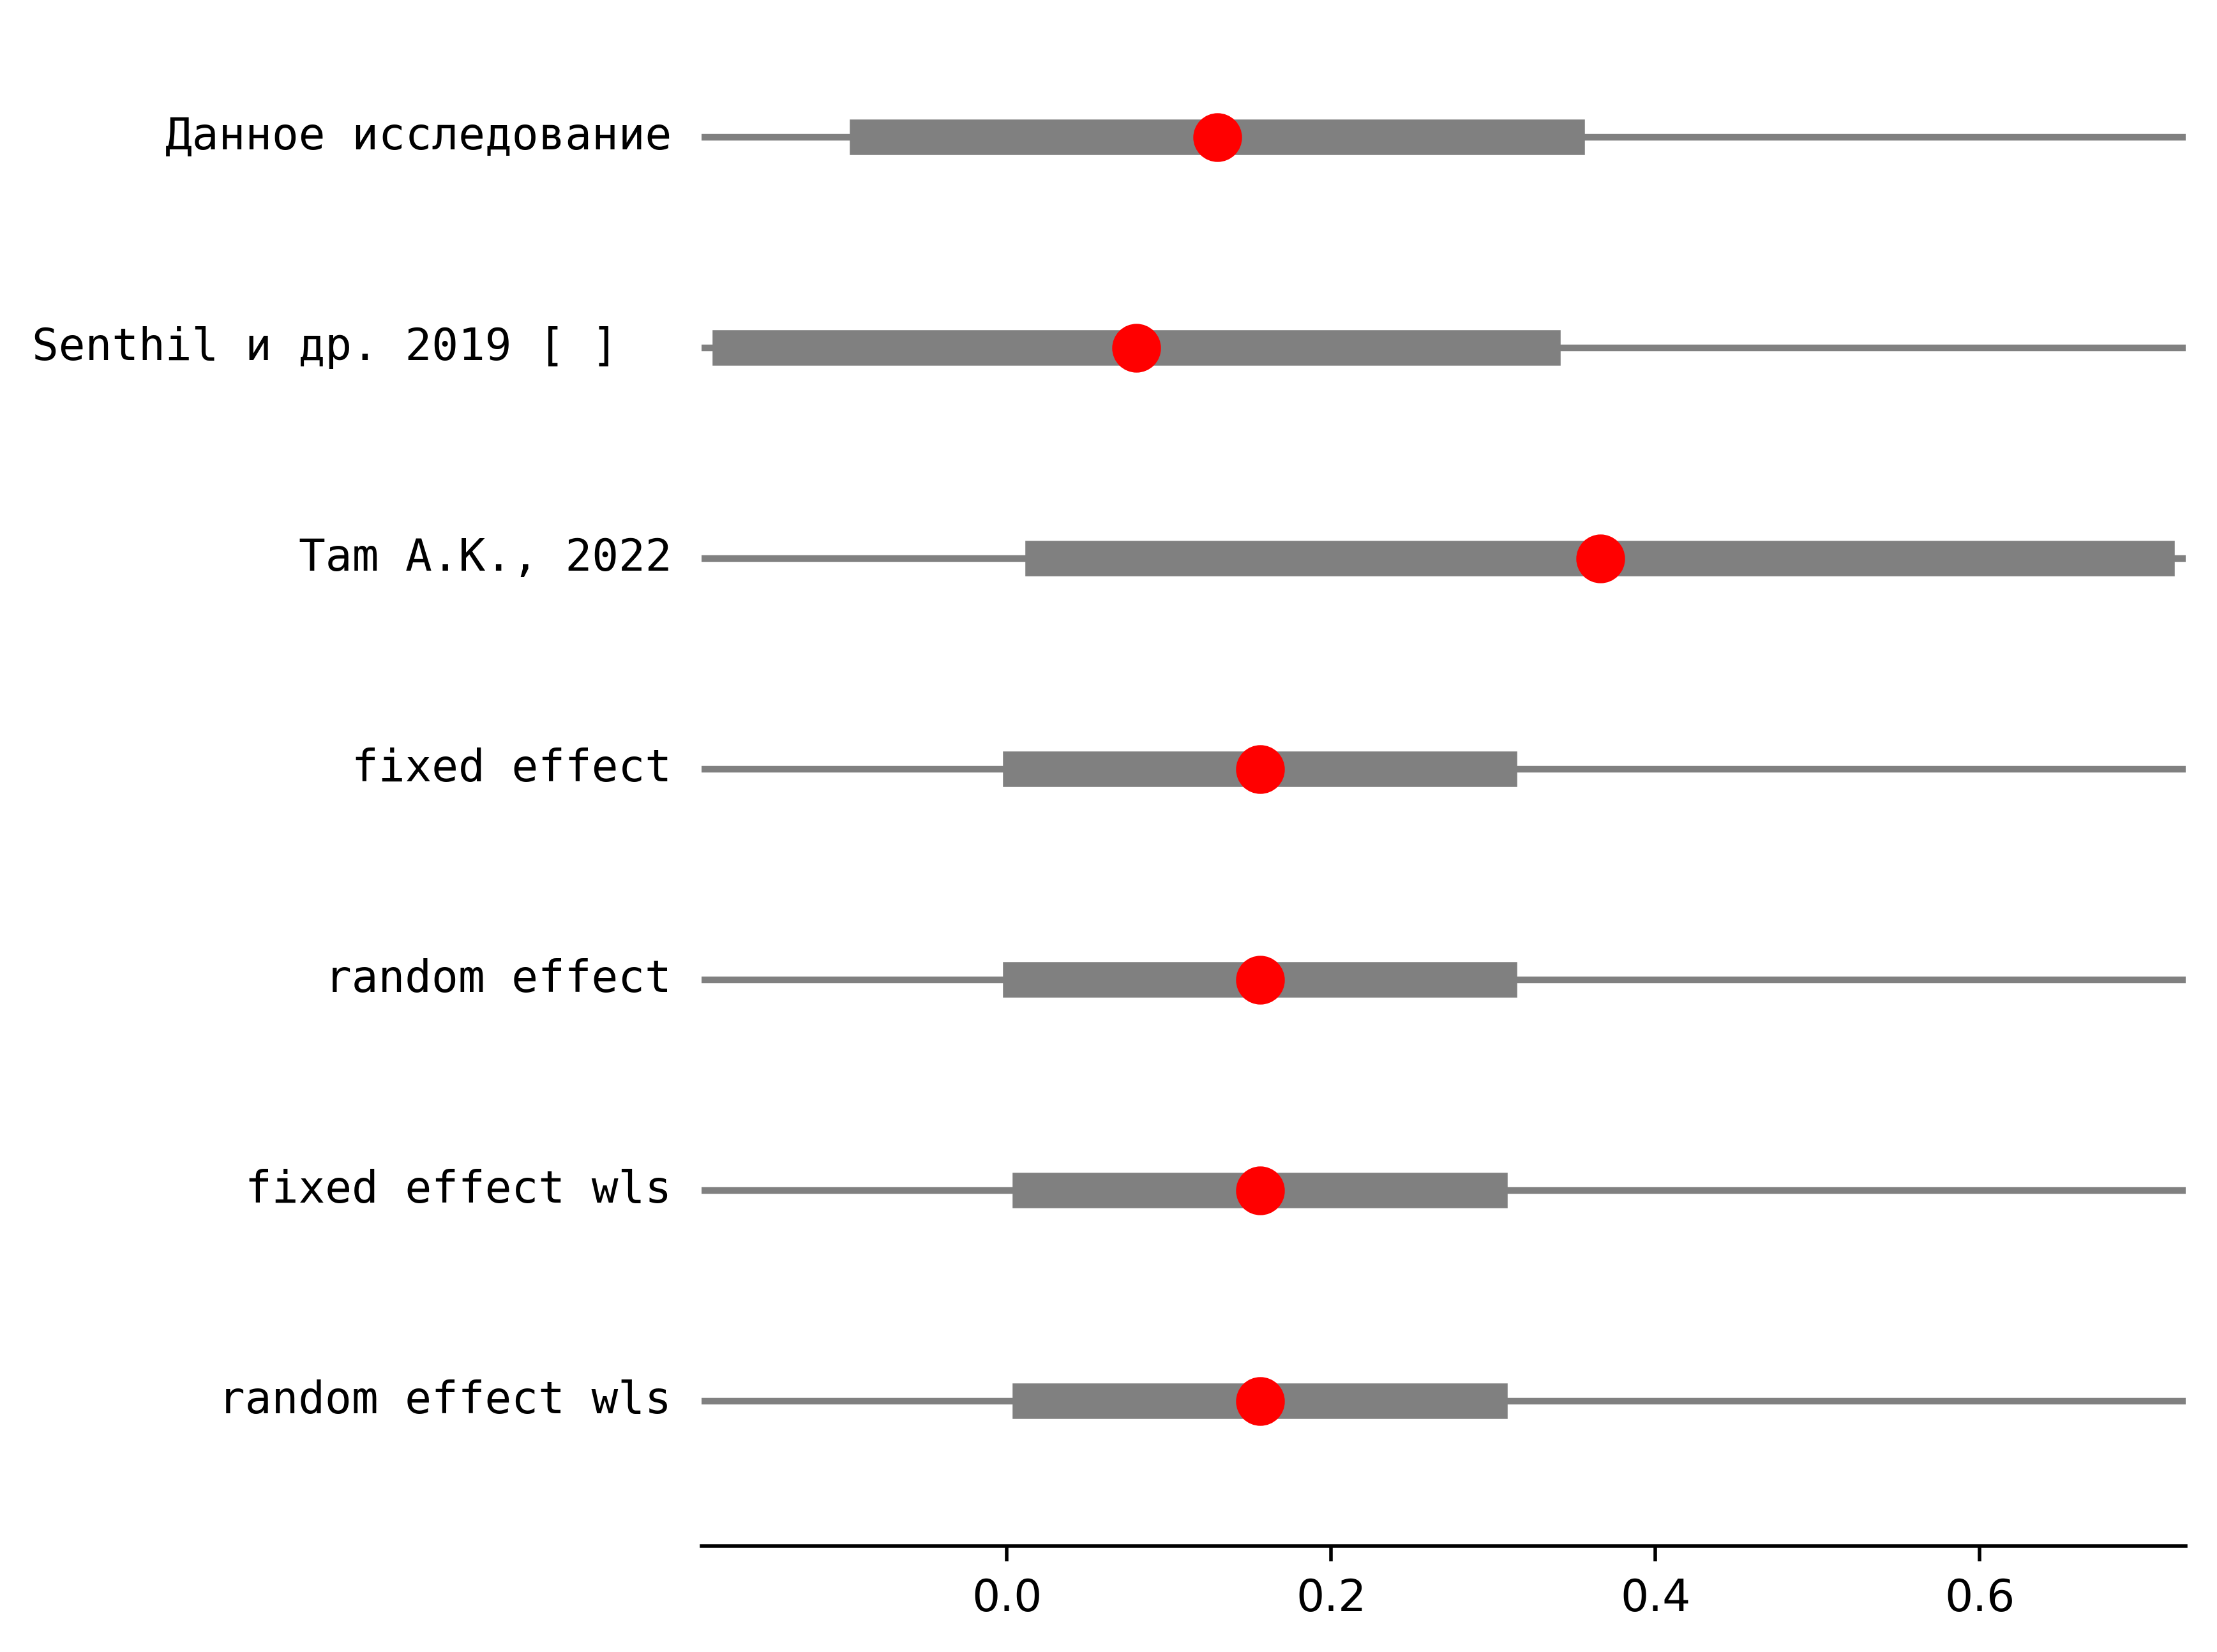 Данное исследование
Senthil и др. 2019 [ ]
Tam A.K., 2022
fixed effect
random effect
fixed effect wls
random effect wls
0.0 0.2 0.4 0.6